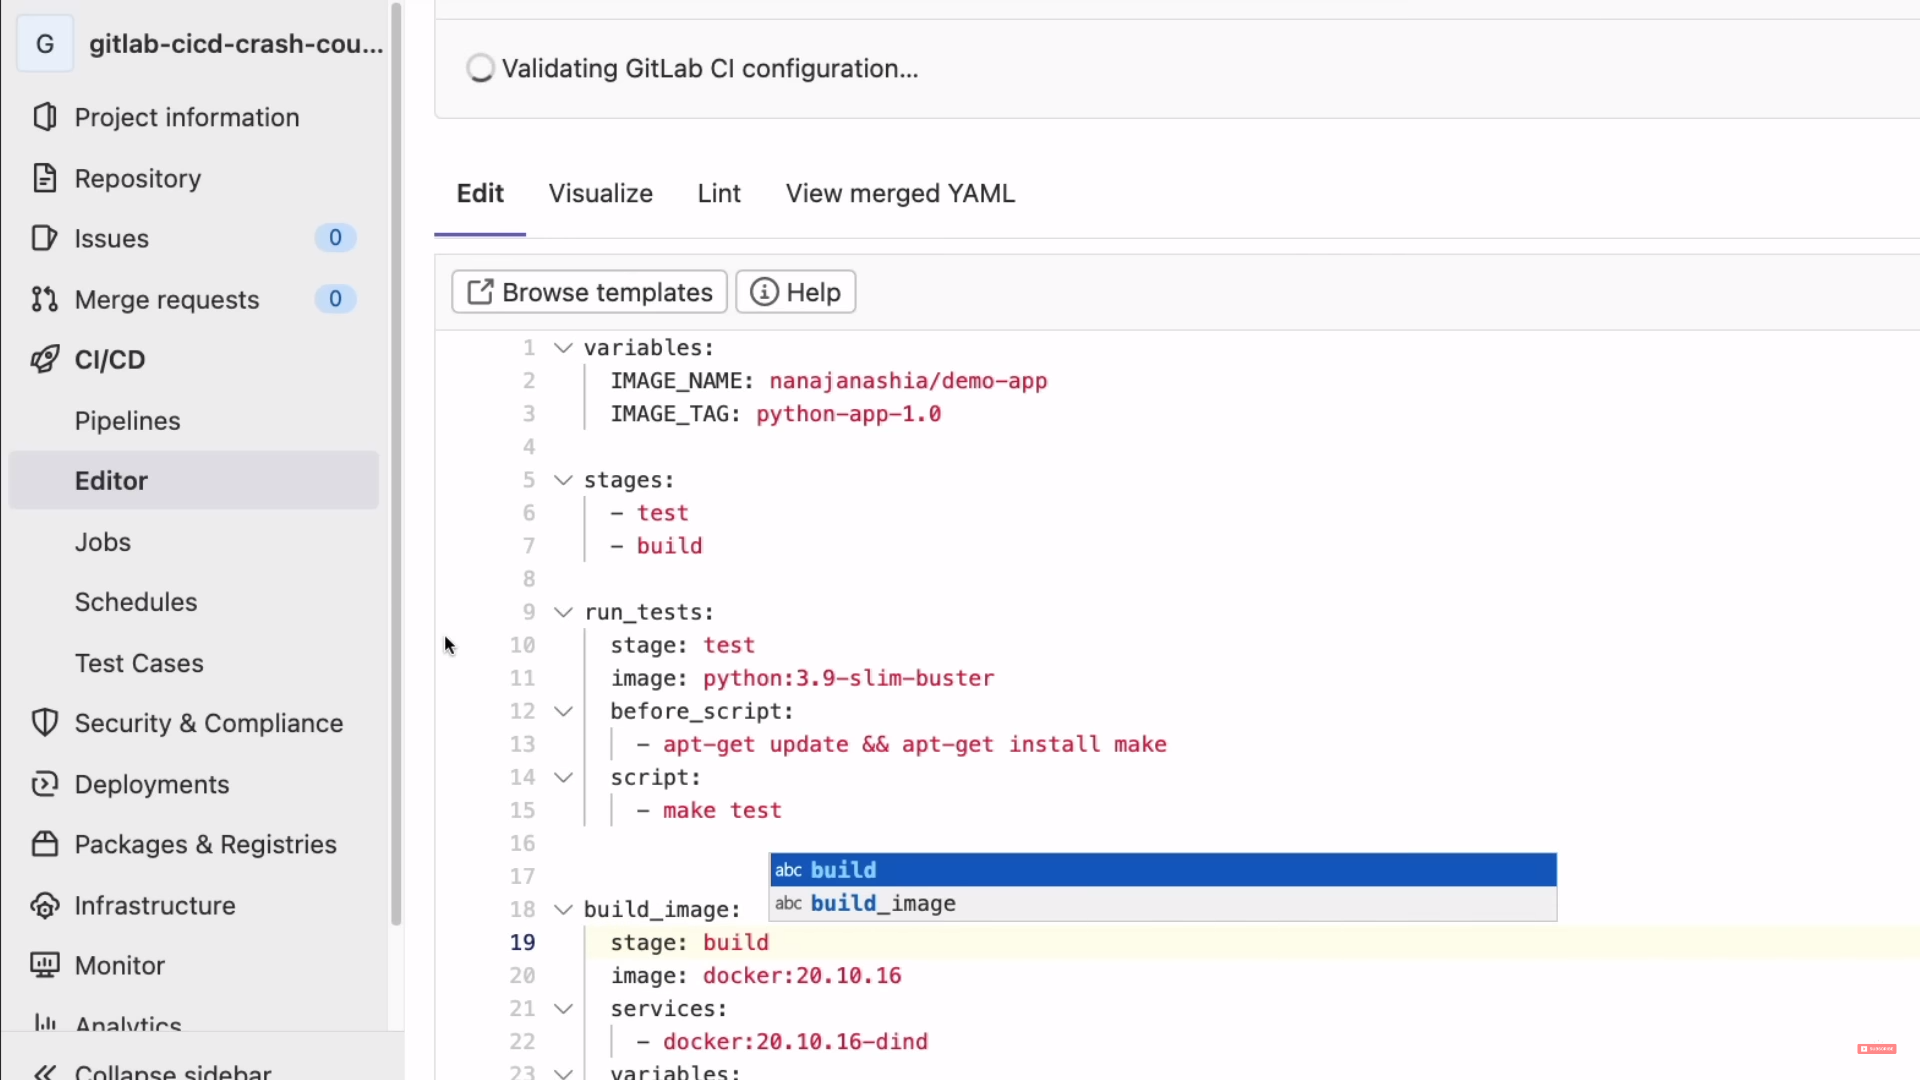 G gitlab-cicd-crash-cou...
Project information
Repository
Issues 0
Merge requests 0
CI/CD
Pipelines
Editor
Jobs
Schedules
Test Cases
Security & Compliance
Deployments
Packages & Registries
Infrastructure
Monitor
Analytics
Collapse sidebar
Validating GitLab CI configuration...
Edit Visualize Lint View merged YAML
Browse templates Help
1 variables:
2 IMAGE_NAME: nanajanashia/demo-app
3 IMAGE_TAG: python-app-1.0
4
5 stages:
6 - test
7 - build
8
9 run_tests:
10 stage: test
11 image: python:3.9-slim-buster
12 before_script:
13 - apt-get update && apt-get install make
14 script:
15 - make test
16
17
abc build
abc build_image
18 build_image:
19 stage: build
20 image: docker:20.10.16
21 services:
22 - docker:20.10.16-dind
23 variables: